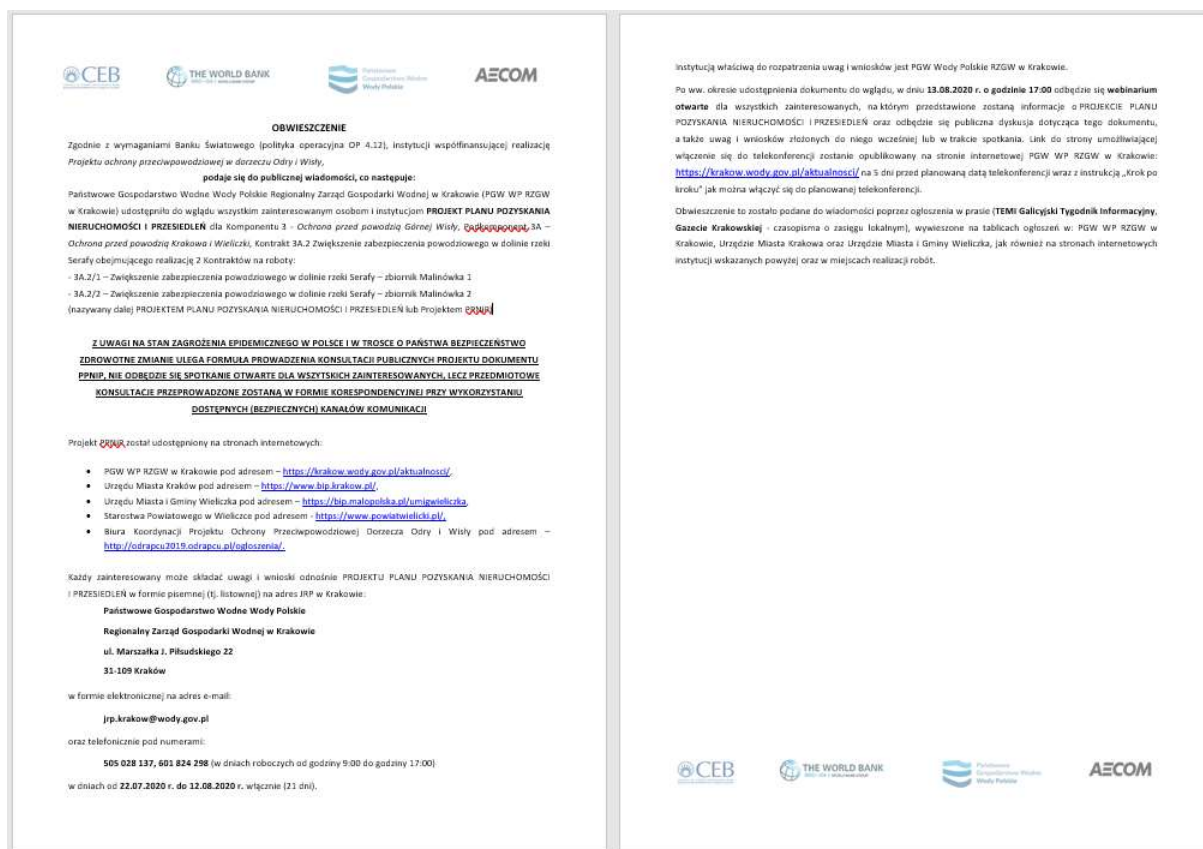 CEB
THE WORLD BANK
Państwowe
Gospodarstwo Wodne
Wody Polskie
AECOM
OBWIESZCZENIE
Zgodnie z wymaganiami Banku Światowego (polityka operacyjna OP 4.12), instytucji współfinansującej realizację
Projektu ochrony przeciwpowodziowej w dorzeczu Odry i Wisły,
podaje się do publicznej wiadomości, co następuje:
Państwowe Gospodarstwo Wodne Wody Polskie Regionalny Zarząd Gospodarki Wodnej w Krakowie (PGW WP RZGW
w Krakowie) udostępniło do wglądu wszystkim zainteresowanym osobom i instytucjom PROJEKT PLANU POZYSKANIA
NIERUCHOMOŚCI I PRZESIEDLEŃ dla Komponentu 3 - Ochrona przed powodzią Górnej Wisły, Podkomponent 3A –
Ochrona przed powodzią Krakowa i Wieliczki, Kontrakt 3A.2 Zwiększenie zabezpieczenia powodziowego w dolinie rzeki
Serafy obejmującego realizację 2 Kontraktów na roboty:
- 3A.2/1 – Zwiększenie zabezpieczenia powodziowego w dolinie rzeki Serafy – zbiornik Malinówka 1
- 3A.2/2 – Zwiększenie zabezpieczenia powodziowego w dolinie rzeki Serafy – zbiornik Malinówka 2
(nazywany dalej PROJEKTEM PLANU POZYSKANIA NIERUCHOMOŚCI I PRZESIEDLEŃ lub Projektem PPNiP)
Z UWAGI NA STAN ZAGROŻENIA EPIDEMICZNEGO W POLSCE I W TROSCE O PAŃSTWA BEZPIECZEŃSTWO
ZDROWOTNE ZMIANIE ULEGA FORMUŁA PROWADZENIA KONSULTACJI PUBLICZNYCH PROJEKTU DOKUMENTU
PPNIP, NIE ODBĘDZIE SIĘ SPOTKANIE OTWARTE DLA WSZYTSKICH ZAINTERESOWANYCH, LECZ PRZEDMIOTOWE
KONSULTACJE PRZEPROWADZONE ZOSTANĄ W FORMIE KORESPONDENCYJNEJ PRZY WYKORZYSTANIU
DOSTĘPNYCH (BEZPIECZNYCH) KANAŁÓW KOMUNIKACJI
Projekt PPNiP został udostępniony na stronach internetowych:
• PGW WP RZGW w Krakowie pod adresem – https://krakow.wody.gov.pl/aktualnosci/,
• Urzędu Miasta Kraków pod adresem – https://www.bip.krakow.pl/,
• Urzędu Miasta i Gminy Wieliczka pod adresem – https://bip.malopolska.pl/umigwieliczka,
• Starostwa Powiatowego w Wieliczce pod adresem - https://www.powiatwielicki.pl/,
• Biura Koordynacji Projektu Ochrony Przeciwpowodziowej Dorzecza Odry i Wisły pod adresem –
http://odrapcu2019.odrapcu.pl/ogloszenia/.
Każdy zainteresowany może składać uwagi i wnioski odnośnie PROJEKTU PLANU POZYSKANIA NIERUCHOMOŚCI
I PRZESIEDLEŃ w formie pisemnej (tj. listownej) na adres JRP w Krakowie:
Państwowe Gospodarstwo Wodne Wody Polskie
Regionalny Zarząd Gospodarki Wodnej w Krakowie
ul. Marszałka J. Piłsudskiego 22
31-109 Kraków
w formie elektronicznej na adres e-mail:
jrp.krakow@wody.gov.pl
oraz telefonicznie pod numerami:
505 028 137, 601 824 298 (w dniach roboczych od godziny 9:00 do godziny 17:00)
w dniach od 22.07.2020 r. do 12.08.2020 r. włącznie (21 dni).
Instytucją właściwą do rozpatrzenia uwag i wniosków jest PGW Wody Polskie RZGW w Krakowie.
Po ww. okresie udostępnienia dokumentu do wglądu, w dniu 13.08.2020 r. o godzinie 17:00 odbędzie się webinarium
otwarte dla wszystkich zainteresowanych, na którym przedstawione zostaną informacje o PROJEKCIE PLANU
POZYSKANIA NIERUCHOMOŚCI I PRZESIEDLEŃ oraz odbędzie się publiczna dyskusja dotycząca tego dokumentu,
a także uwag i wniosków złożonych do niego wcześniej lub w trakcie spotkania. Link do strony umożliwiającej
włączenie się do telekonferencji zostanie opublikowany na stronie internetowej PGW WP RZGW w Krakowie:
https://krakow.wody.gov.pl/aktualnosci/ na 5 dni przed planowaną datą telekonferencji wraz z instrukcją „Krok po
kroku" jak można włączyć się do planowanej telekonferencji.
Obwieszczenie to zostało podane do wiadomości poprzez ogłoszenia w prasie (TEMI Galicyjski Tygodnik Informacyjny,
Gazecie Krakowskiej - czasopisma o zasięgu lokalnym), wywieszone na tablicach ogłoszeń w: PGW WP RZGW w
Krakowie, Urzędzie Miasta Krakowa oraz Urzędzie Miasta i Gminy Wieliczka, jak również na stronach internetowych
instytucji wskazanych powyżej oraz w miejscach realizacji robót.
CEB
THE WORLD BANK
Państwowe
Gospodarstwo Wodne
Wody Polskie
AECOM